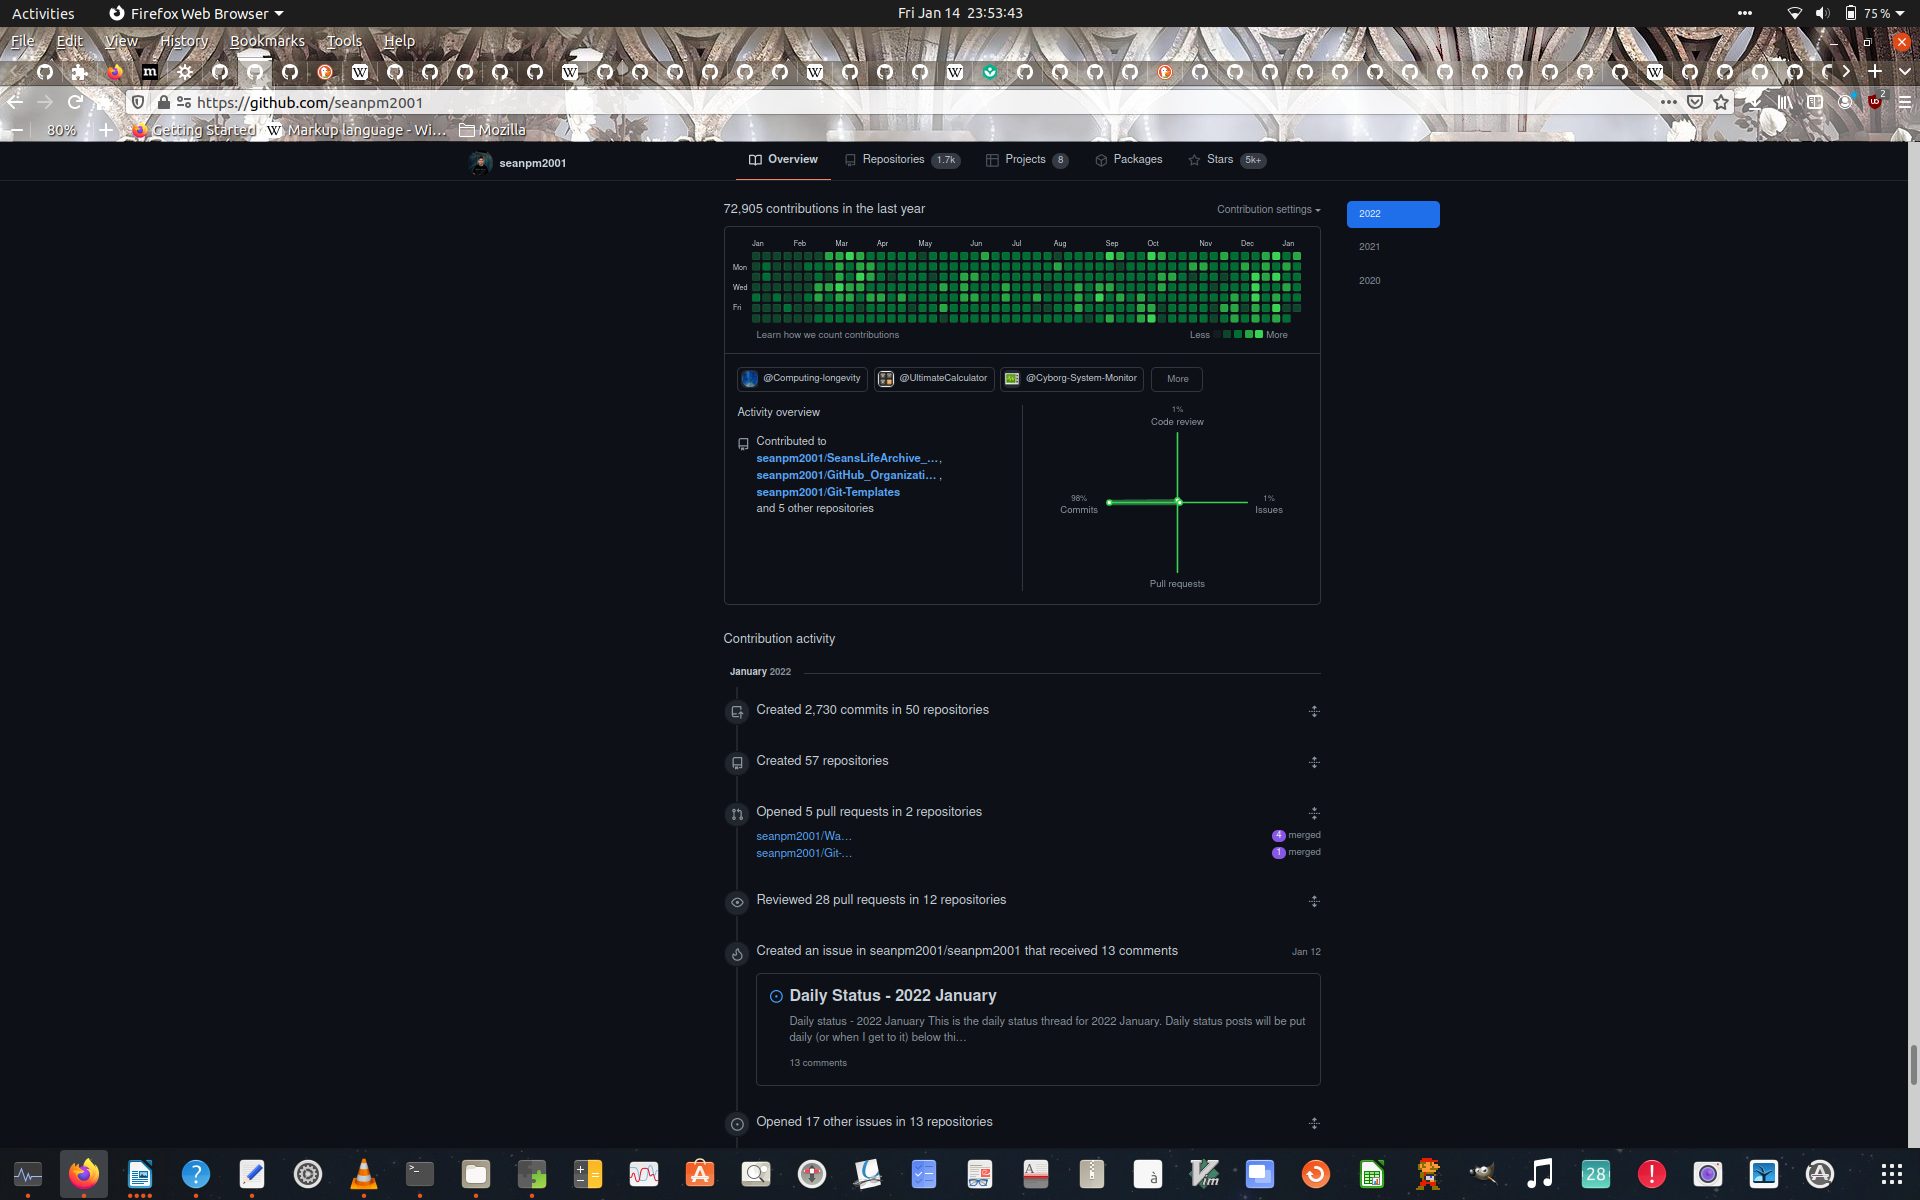 Activities
Firefox Web Browser
Fri Jan 14 23:53:43
75 %
File Edit View History Bookmarks Tools Help
https://github.com/seanpm2001
2
80%
Getting Started
Markup language - Wi…
Mozilla
seanpm2001
Overview
Repositories 1.7k
Projects 8
Packages
Stars 5k+
72,905 contributions in the last year
Contribution settings
2022
2021
2020
Jan Feb Mar Apr May Jun Jul Aug Sep Oct Nov Dec Jan
Mon
Wed
Fri
Learn how we count contributions
Less More
@Computing-longevity
@UltimateCalculator
@Cyborg-System-Monitor
More
Activity overview
Contributed to
seanpm2001/SeansLifeArchive_…,
seanpm2001/GitHub_Organizati…,
seanpm2001/Git-Templates
and 5 other repositories
1%
Code review
98%
Commits
1%
Issues
Pull requests
Contribution activity
January 2022
Created 2,730 commits in 50 repositories
Created 57 repositories
Opened 5 pull requests in 2 repositories
seanpm2001/Wa…
4 merged
seanpm2001/Git-…
1 merged
Reviewed 28 pull requests in 12 repositories
Created an issue in seanpm2001/seanpm2001 that received 13 comments
Jan 12
Daily Status - 2022 January
Daily status - 2022 January This is the daily status thread for 2022 January. Daily status posts will be put
daily (or when I get to it) below thi…
13 comments
Opened 17 other issues in 13 repositories
28